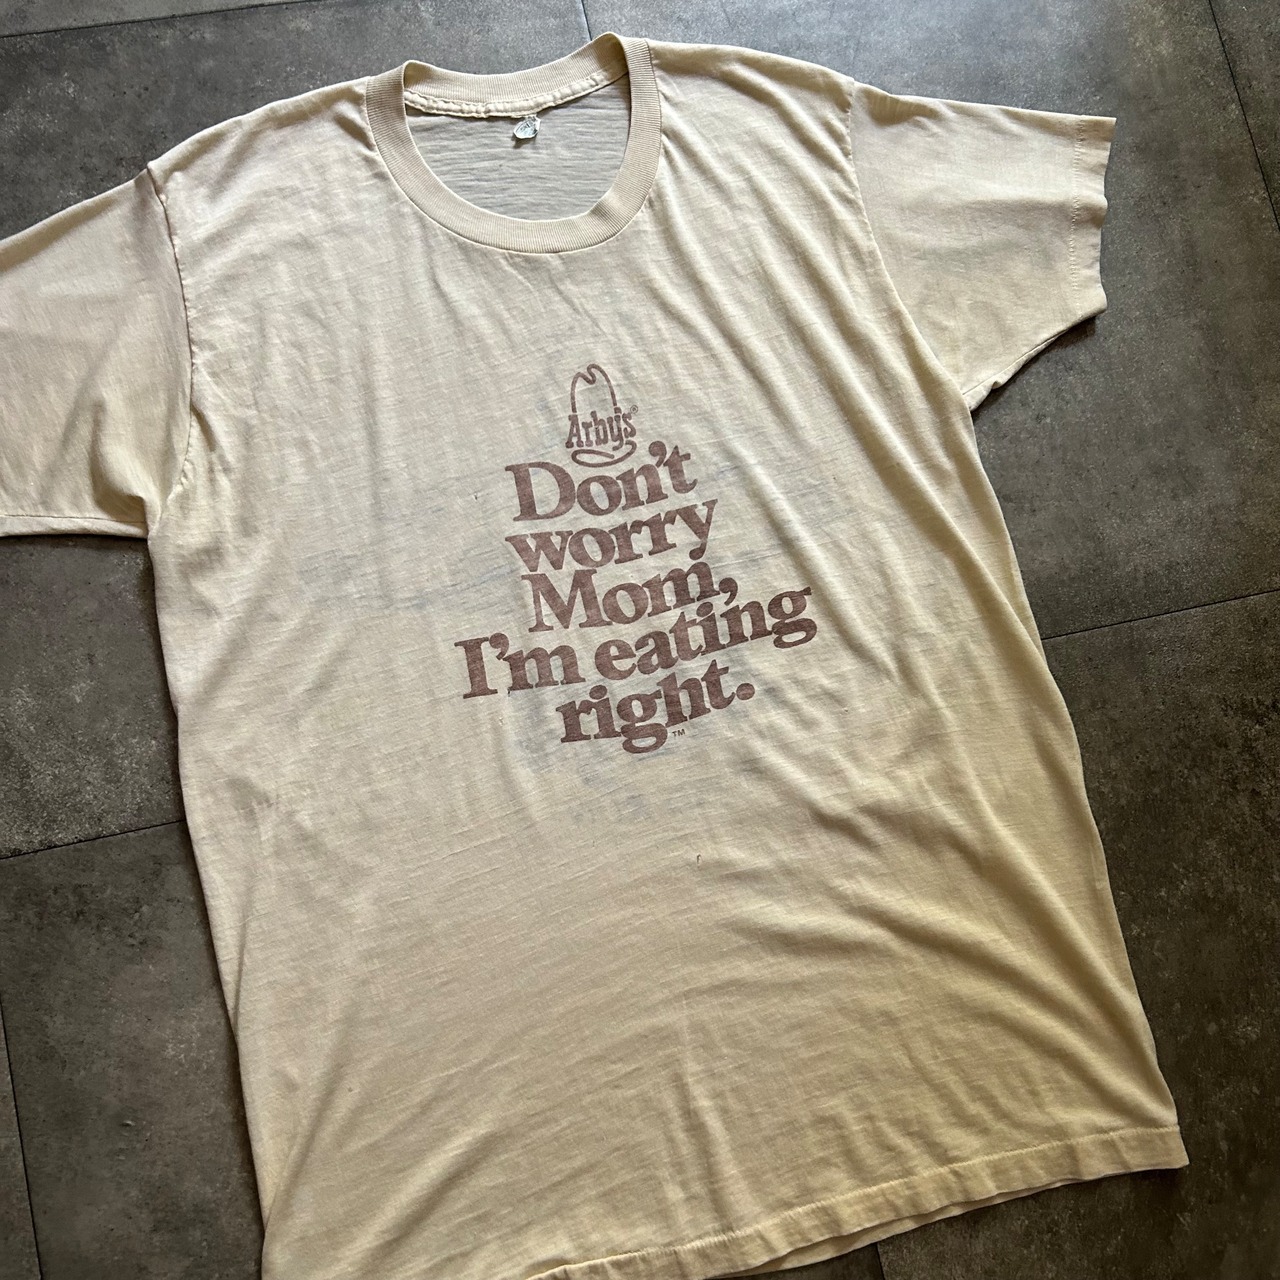 Arby's®
Don't
worry
Mom,
I'm eating
right.
TM